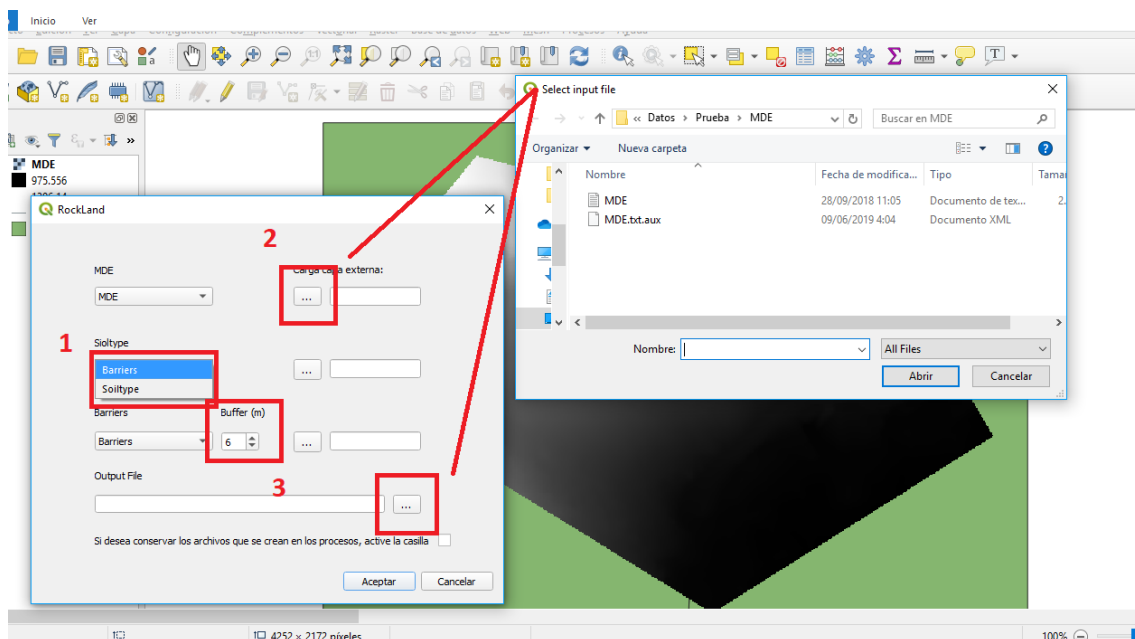 Inicio Ver
Select input file
« Datos › Prueba › MDE
Buscar en MDE
Organizar Nueva carpeta
Nombre Fecha de modifica... Tipo Tama
MDE 28/09/2018 11:05 Documento de tex... 2.
MDE.txt.aux 09/06/2019 4:04 Documento XML
Nombre: All Files
Abrir Cancelar
MDE
975.556
RockLand
2
MDE Carga capa externa:
MDE ...
1
Sioltype
Barriers
Soiltype
...
Barriers Buffer (m)
Barriers 6 ...
Output File
3
...
Si desea conservar los archivos que se crean en los procesos, active la casilla
Aceptar Cancelar
4252 × 2172 píxeles
100%